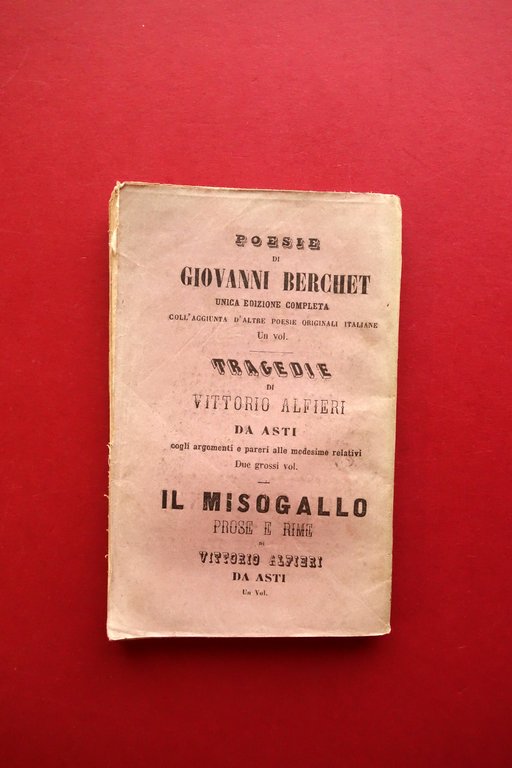 POESIE
DI
GIOVANNI BERCHET
UNICA EDIZIONE COMPLETA
COLL'AGGIUNTA D'ALTRE POESIE ORIGINALI ITALIANE
Un vol.
TRAGEDIE
DI
VITTORIO ALFIERI
DA ASTI
cogli argomenti e pareri alle medesime relativi
Due grossi vol.
IL MISOGALLO
PROSE E RIME
DI
VITTORIO ALFIERI
DA ASTI
Un Vol.